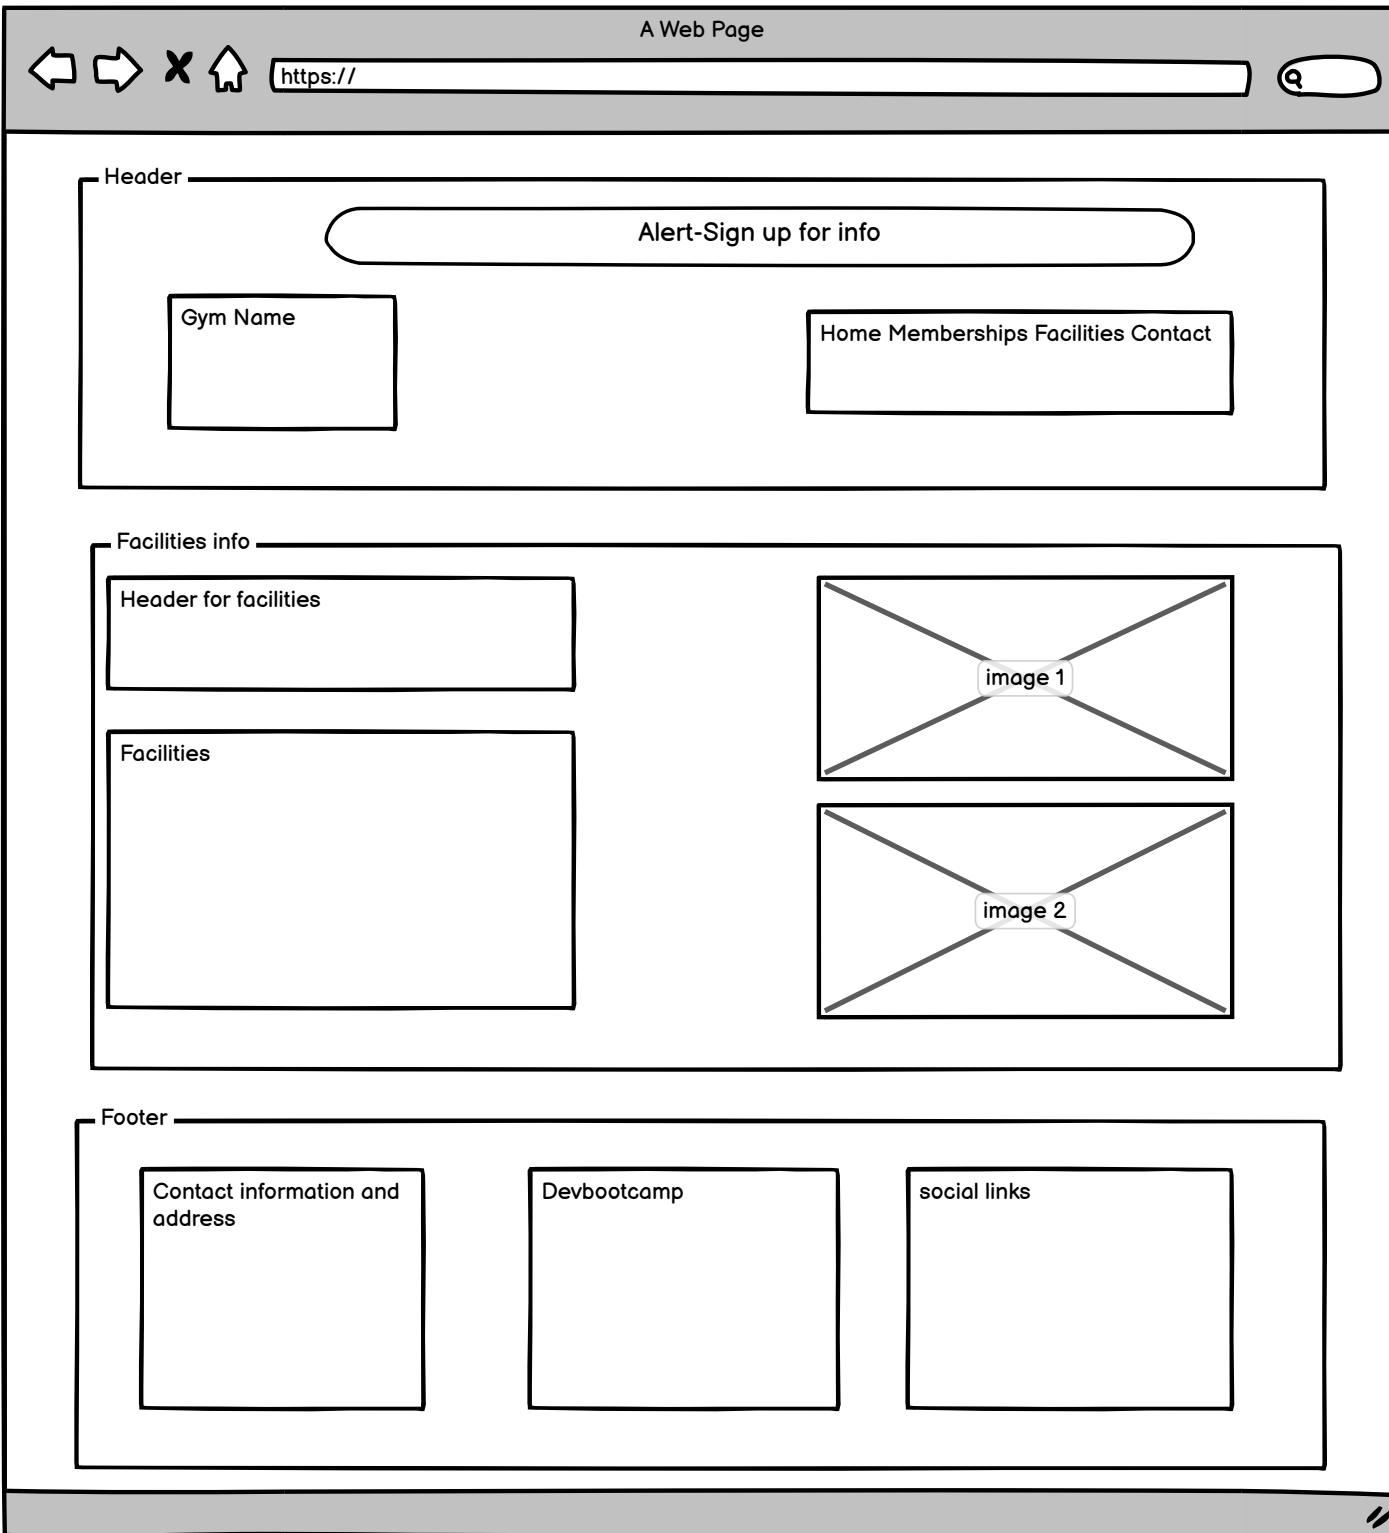 A Web Page
https://
Header
Alert-Sign up for info
Gym Name
Home Memberships Facilities Contact
Facilities info
Header for facilities
image 1
Facilities
image 2
Footer
Contact information and
address
Devbootcamp
social links